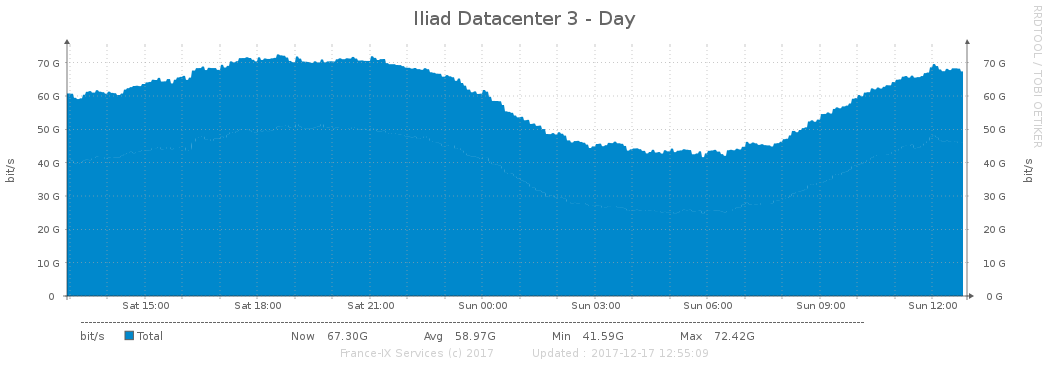 Iliad Datacenter 3 - Day
RRDTOOL / TOBI OETIKER
70 G 70 G
60 G 60 G
50 G 50 G
40 G 40 G
30 G 30 G
20 G 20 G
10 G 10 G
0 0 G
bit/s bit/s
Sat 15:00 Sat 18:00 Sat 21:00 Sun 00:00 Sun 03:00 Sun 06:00 Sun 09:00 Sun 12:00
bit/s Total Now 67.30G Avg 58.97G Min 41.59G Max 72.42G
France-IX Services (c) 2017 Updated : 2017-12-17 12:55:09